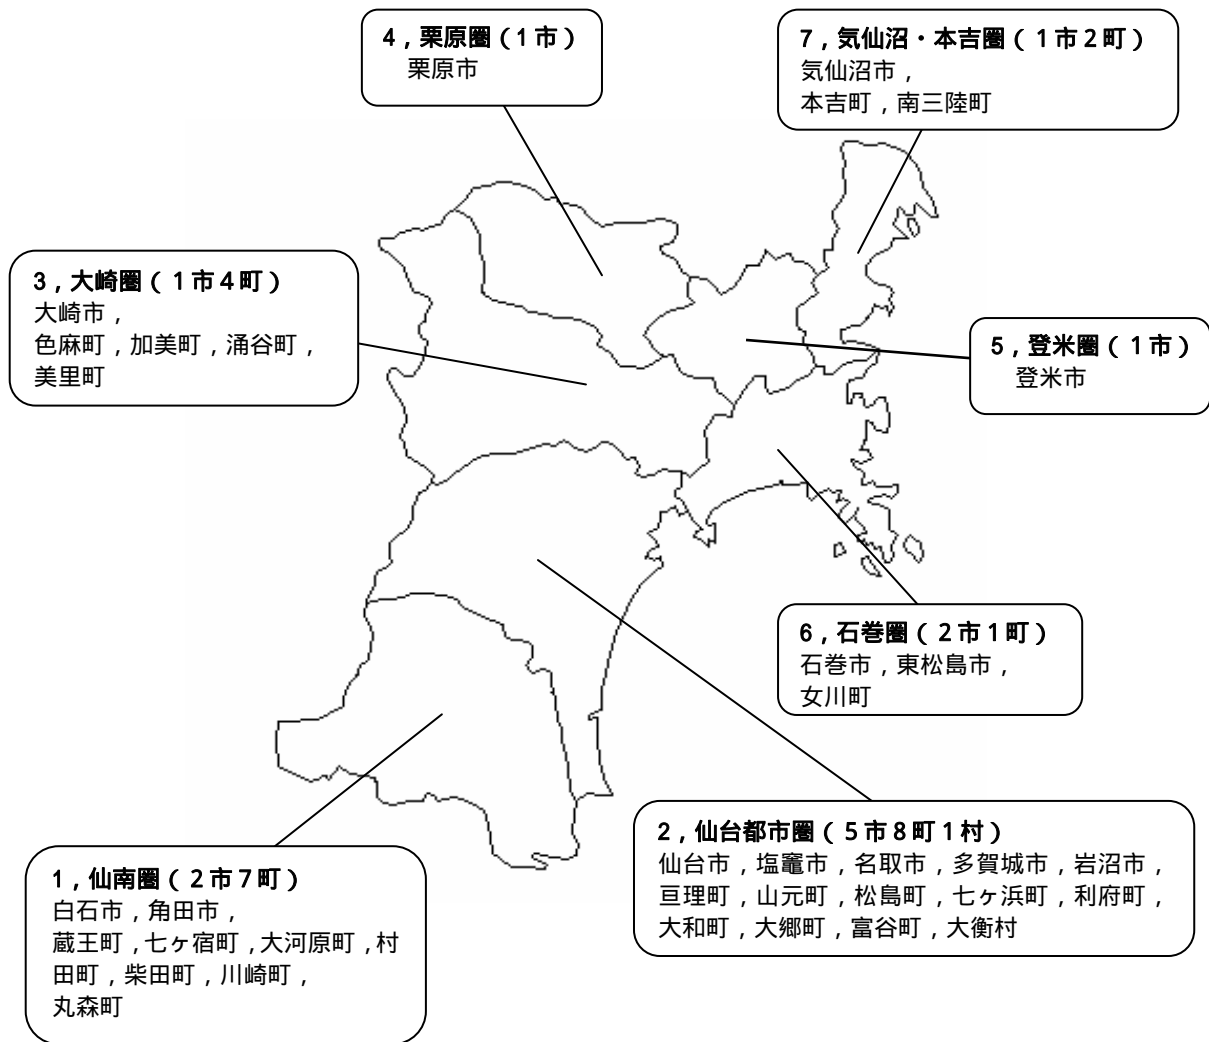 4，栗原圏（1市）
栗原市
7，気仙沼・本吉圏（１市２町）
気仙沼市，
本吉町，南三陸町
3，大崎圏（１市４町）
大崎市，
色麻町，加美町，涌谷町，
美里町
5，登米圏（１市）
登米市
6，石巻圏（２市１町）
石巻市，東松島市，
女川町
2，仙台都市圏（５市８町１村）
仙台市，塩竈市，名取市，多賀城市，岩沼市，
亘理町，山元町，松島町，七ヶ浜町，利府町，
大和町，大郷町，富谷町，大衡村
1，仙南圏（２市７町）
白石市，角田市，
蔵王町，七ヶ宿町，大河原町，村
田町，柴田町，川崎町，
丸森町